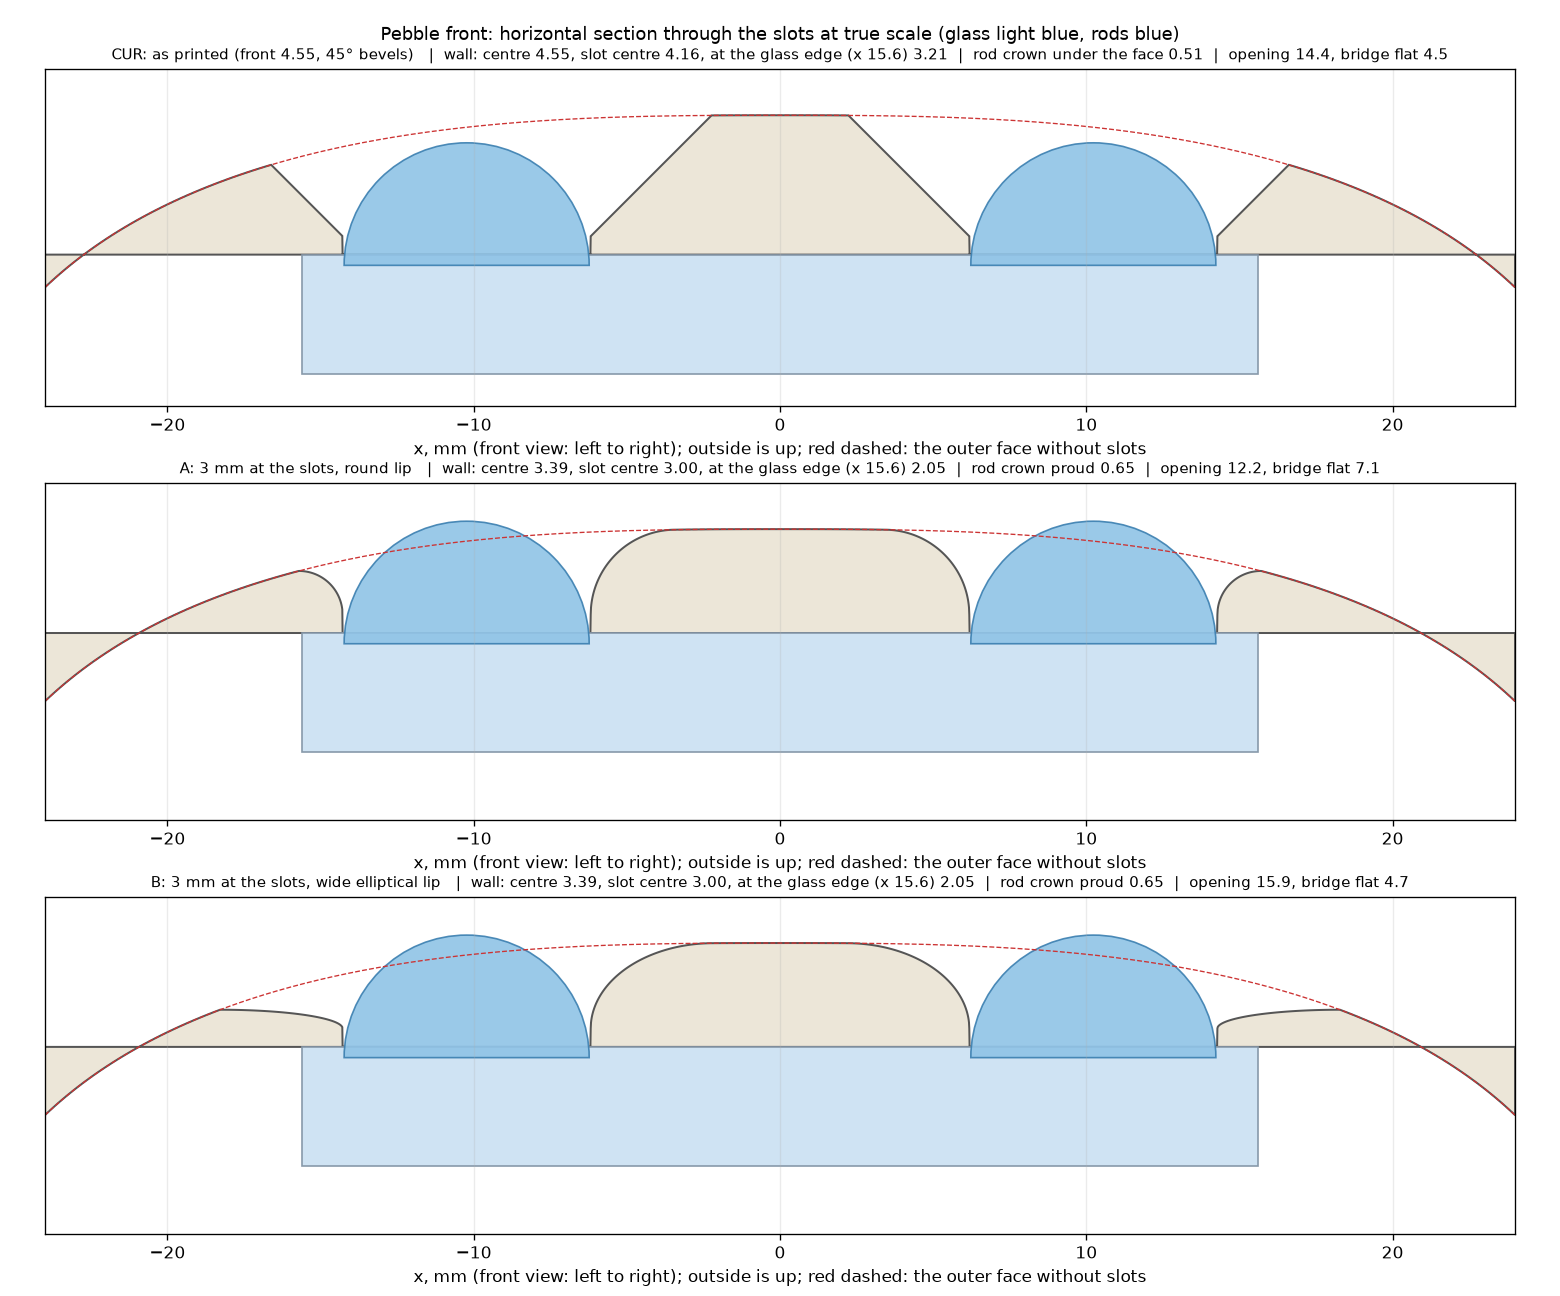 Pebble front: horizontal section through the slots at true scale (glass light blue, rods blue)
CUR: as printed (front 4.55, 45° bevels)   |  wall: centre 4.55, slot centre 4.16, at the glass edge (x 15.6) 3.21  |  rod crown under the face 0.51  |  opening 14.4, bridge flat 4.5
−20 −10 0 10 20
x, mm (front view: left to right); outside is up; red dashed: the outer face without slots
A: 3 mm at the slots, round lip   |  wall: centre 3.39, slot centre 3.00, at the glass edge (x 15.6) 2.05  |  rod crown proud 0.65  |  opening 12.2, bridge flat 7.1
−20 −10 0 10 20
x, mm (front view: left to right); outside is up; red dashed: the outer face without slots
B: 3 mm at the slots, wide elliptical lip   |  wall: centre 3.39, slot centre 3.00, at the glass edge (x 15.6) 2.05  |  rod crown proud 0.65  |  opening 15.9, bridge flat 4.7
−20 −10 0 10 20
x, mm (front view: left to right); outside is up; red dashed: the outer face without slots